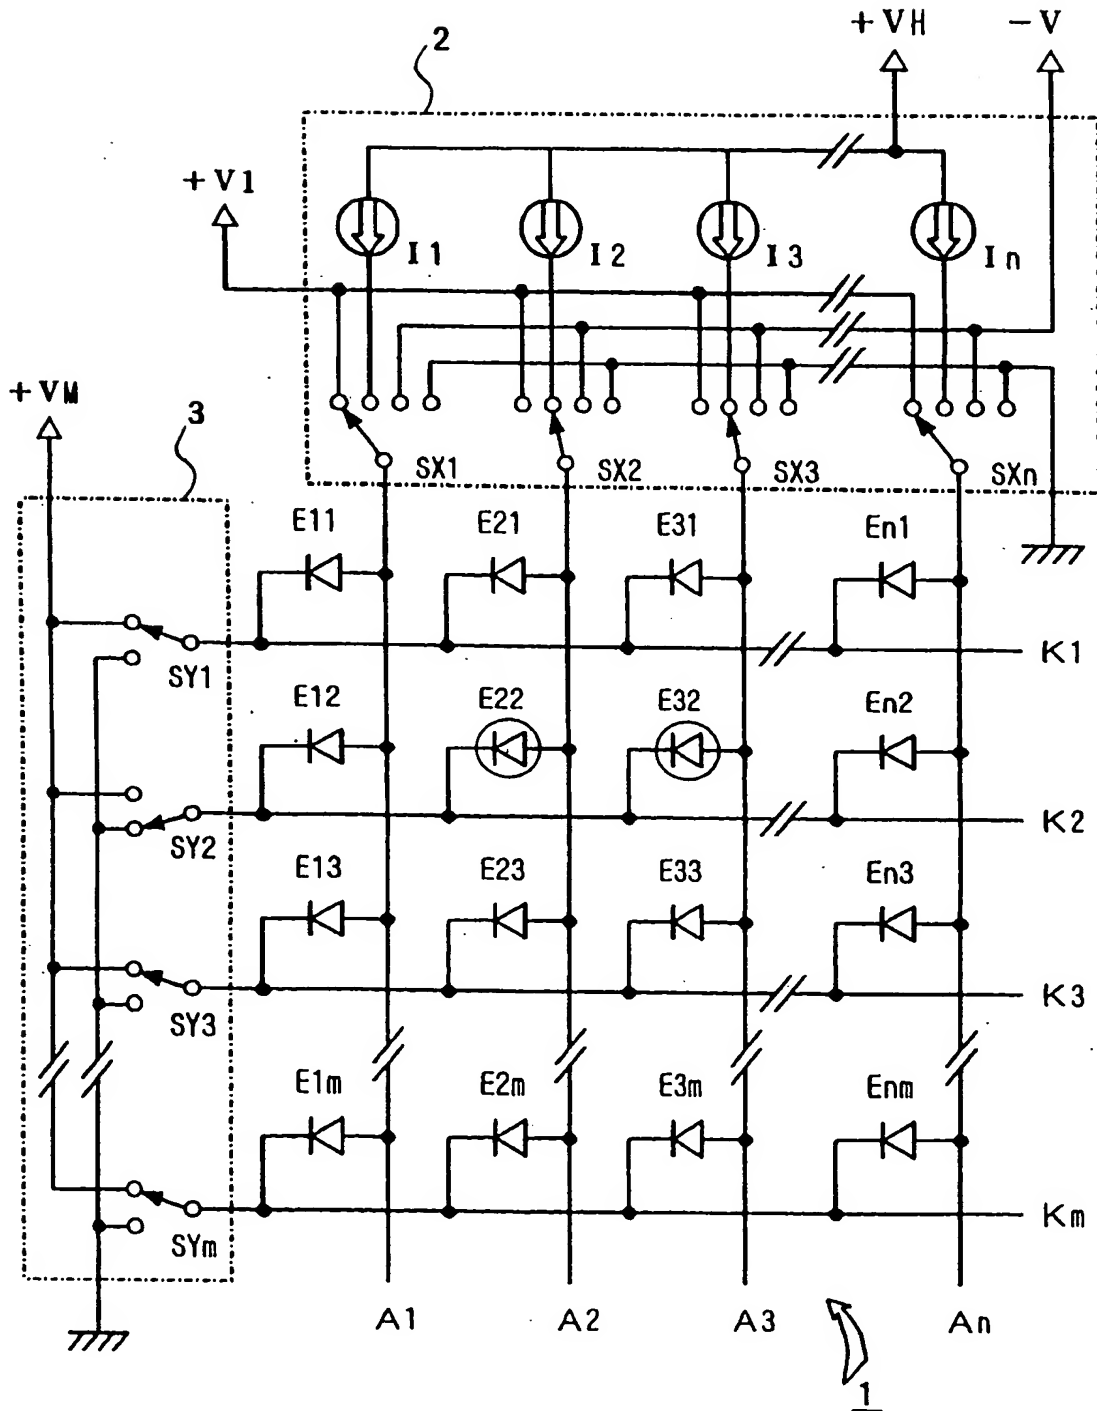 +VH -V
2
+V1
I1 I2 I3 In
+VM
3
SX1 SX2 SX3 SXn
E11 E21 E31 En1
SY1 K1
E12 E22 E32 En2
SY2 K2
E13 E23 E33 En3
SY3 K3
E1m E2m E3m Enm
SYm Km
A1 A2 A3 An
1